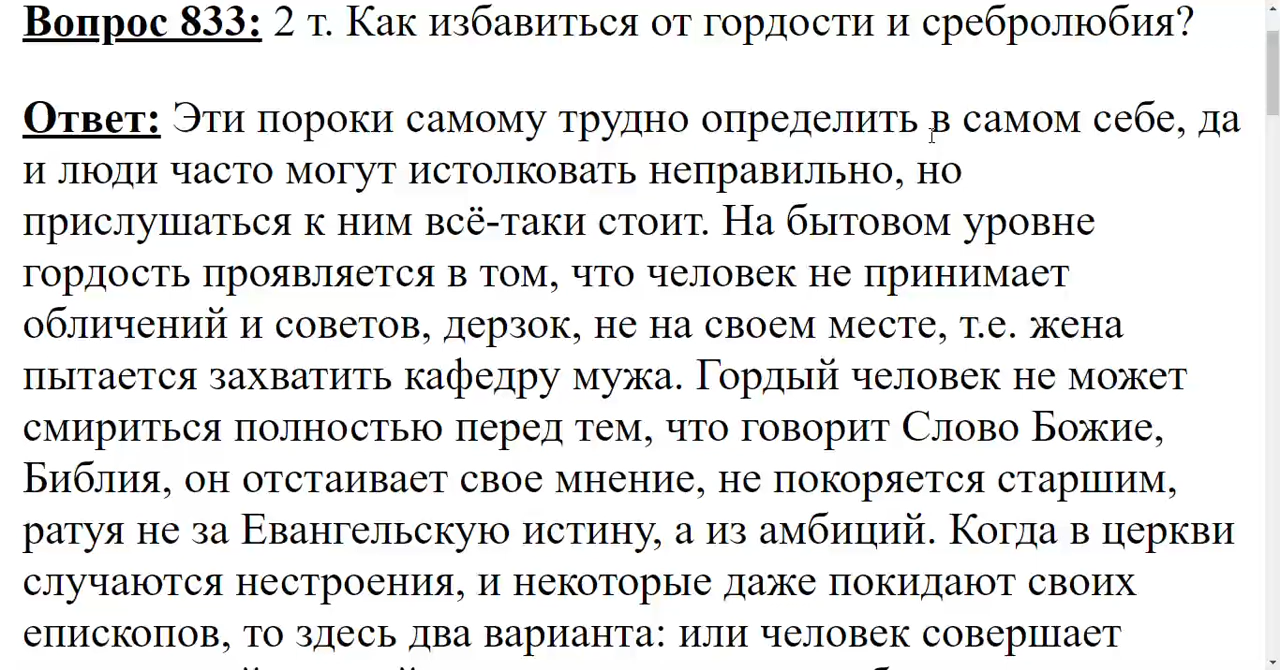 Вопрос 833: 2 т. Как избавиться от гордости и сребролюбия?
Ответ: Эти пороки самому трудно определить в самом себе, да
и люди часто могут истолковать неправильно, но
прислушаться к ним всё-таки стоит. На бытовом уровне
гордость проявляется в том, что человек не принимает
обличений и советов, дерзок, не на своем месте, т.е. жена
пытается захватить кафедру мужа. Гордый человек не может
смириться полностью перед тем, что говорит Слово Божие,
Библия, он отстаивает свое мнение, не покоряется старшим,
ратуя не за Евангельскую истину, а из амбиций. Когда в церкви
случаются нестроения, и некоторые даже покидают своих
епископов, то здесь два варианта: или человек совершает